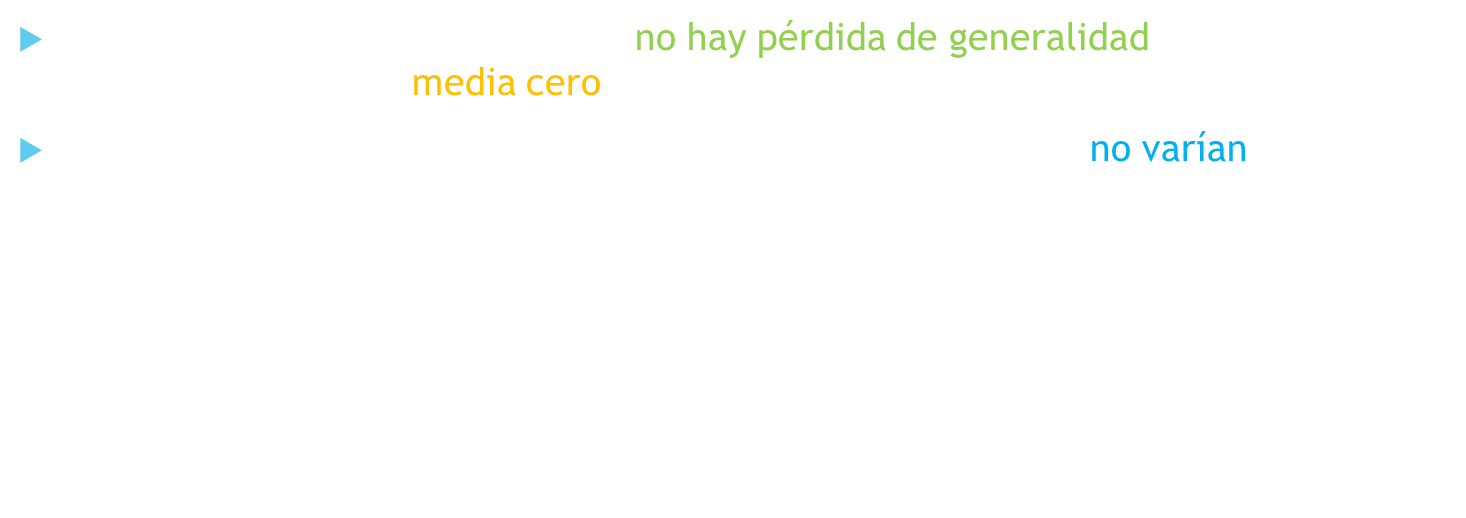 no hay pérdida de generalidad
media cero
no varían